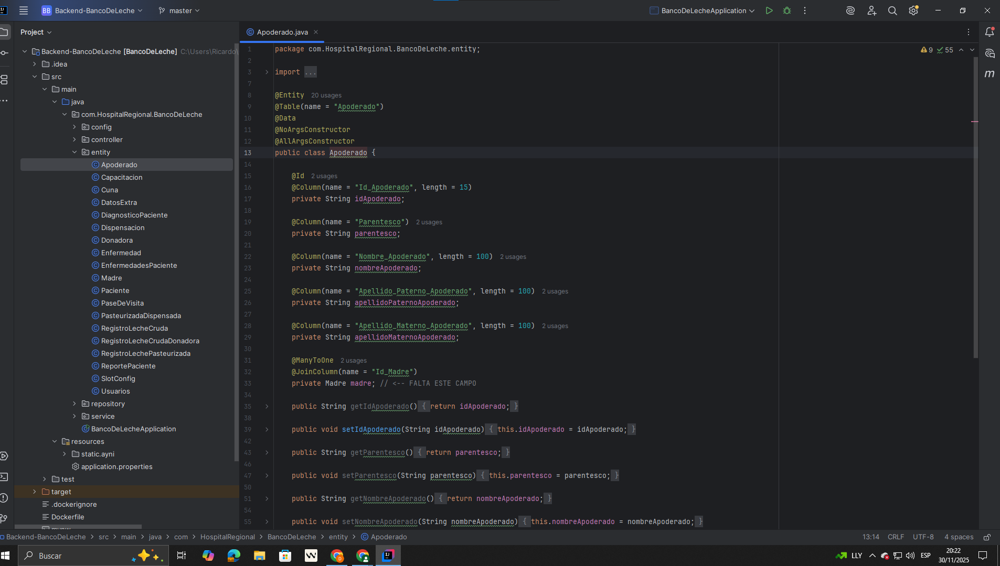 BB Backend-BancoDeLeche master BancoDeLecheApplication
Project
Backend-BancoDeLeche [BancoDeLeche] C:\Users\Ricardo\
.idea
src
main
java
com.HospitalRegional.BancoDeLeche
config
controller
entity
Apoderado
Capacitacion
Cuna
DatosExtra
DiagnosticoPaciente
Dispensacion
Donadora
Enfermedad
EnfermedadesPaciente
Madre
Paciente
PaseDeVisita
PasteurizadaDispensada
RegistroLecheCruda
RegistroLecheCrudaDonadora
RegistroLechePasteurizada
ReportePaciente
SlotConfig
Usuarios
repository
service
BancoDeLecheApplication
resources
static.ayni
application.properties
test
target
.dockerignore
Dockerfile
Apoderado.java
9 55
1 package com.HospitalRegional.BancoDeLeche.entity;
2
3 import ...
7
8 @Entity 20 usages
9 @Table(name = "Apoderado")
10 @Data
11 @NoArgsConstructor
12 @AllArgsConstructor
13 public class Apoderado {
14
15 @Id 2 usages
16 @Column(name = "Id_Apoderado", length = 15)
17 private String idApoderado;
18
19 @Column(name = "Parentesco") 2 usages
20 private String parentesco;
21
22 @Column(name = "Nombre_Apoderado", length = 100) 2 usages
23 private String nombreApoderado;
24
25 @Column(name = "Apellido_Paterno_Apoderado", length = 100) 2 usages
26 private String apellidoPaternoApoderado;
27
28 @Column(name = "Apellido_Materno_Apoderado", length = 100) 2 usages
29 private String apellidoMaternoApoderado;
30
31 @ManyToOne 2 usages
32 @JoinColumn(name = "Id_Madre")
33 private Madre madre; // <-- FALTA ESTE CAMPO
34
35 public String getIdApoderado() { return idApoderado; }
38
39 public void setIdApoderado(String idApoderado) { this.idApoderado = idApoderado; }
42
43 public String getParentesco() { return parentesco; }
46
47 public void setParentesco(String parentesco) { this.parentesco = parentesco; }
50
51 public String getNombreApoderado() { return nombreApoderado; }
54
55 public void setNombreApoderado(String nombreApoderado) { this.nombreApoderado = nombreApoderado; }
m
Backend-BancoDeLeche > src > main > java > com > HospitalRegional > BancoDeLeche > entity > Apoderado
13:14 CRLF UTF-8 4 spaces
Buscar
LLY ESP
20:22
30/11/2025